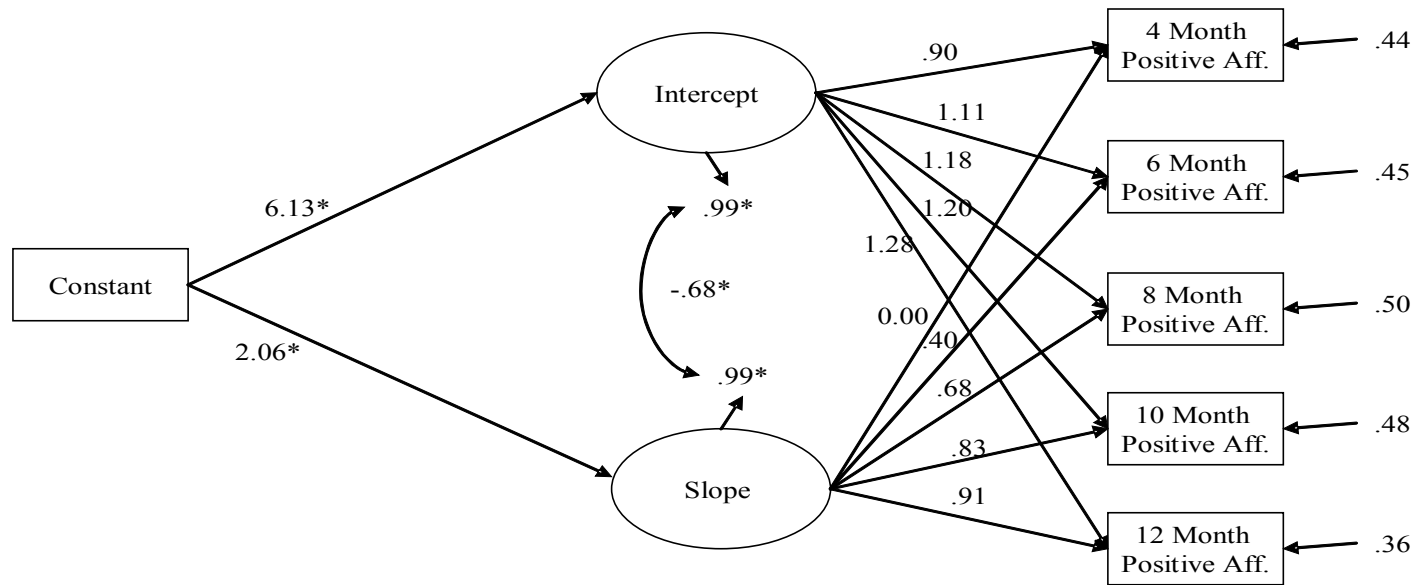 4 Month
Positive Aff.
.44
.90
Intercept
1.11
6 Month
Positive Aff.
.45
1.18
6.13*
.99*
1.20
1.28
Constant
-.68*
8 Month
Positive Aff.
.50
0.00
.40
2.06*
.99*
.68
10 Month
Positive Aff.
.48
.83
Slope
.91
12 Month
Positive Aff.
.36